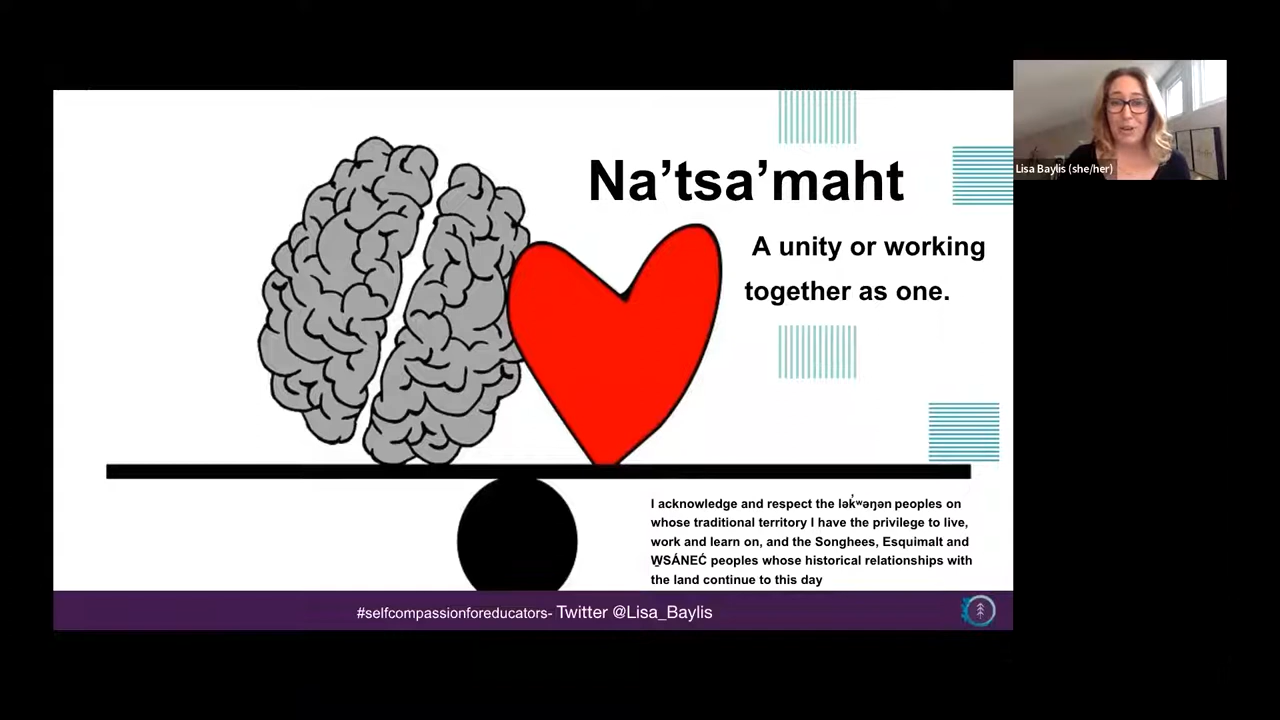 Na’tsa’maht
A unity or working
together as one.
I acknowledge and respect the lək̓ʷəŋən peoples on
whose traditional territory I have the privilege to live,
work and learn on, and the Songhees, Esquimalt and
W̱SÁNEĆ peoples whose historical relationships with
the land continue to this day
#selfcompassionforeducators- Twitter @Lisa_Baylis
Lisa Baylis (she/her)